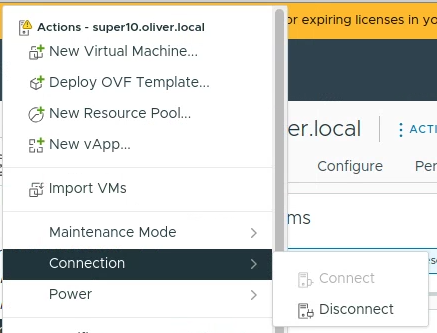 Actions - super10.oliver.local
or expiring licenses in yo
New Virtual Machine...
Deploy OVF Template...
New Resource Pool...
er.local
ACTI
New vApp...
Configure
Per
Import VMs
ms
Maintenance Mode
Connection
Connect
Power
Disconnect